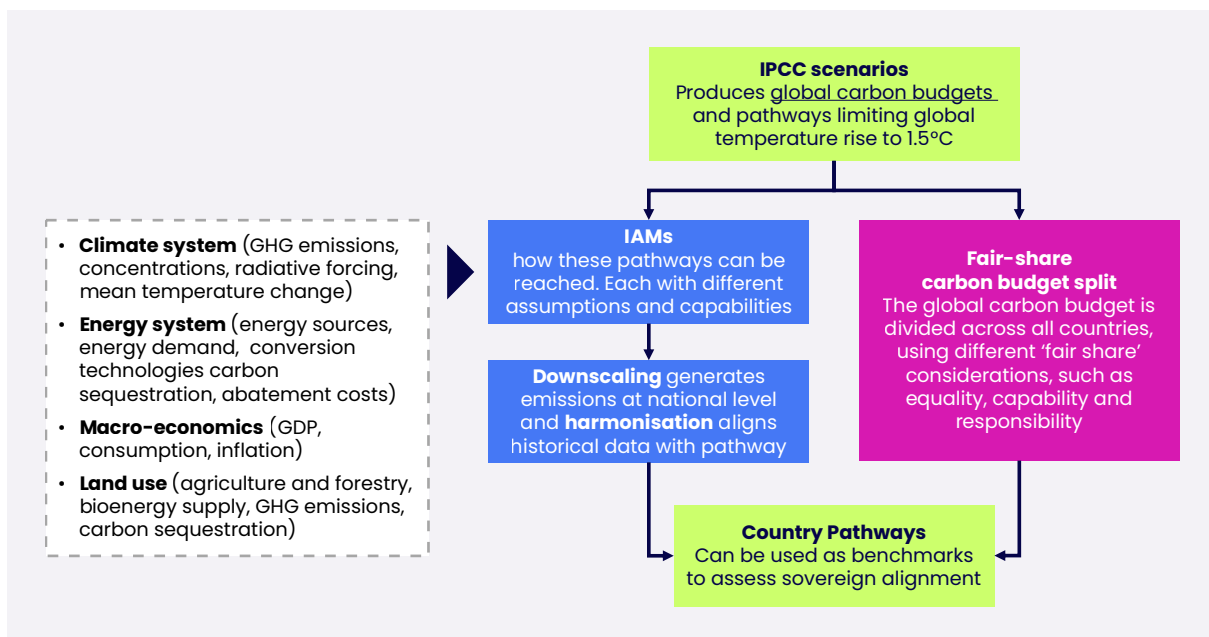 IPCC scenarios
Produces global carbon budgets
and pathways limiting global
temperature rise to 1.5°C
• Climate system (GHG emissions,
concentrations, radiative forcing,
mean temperature change)
• Energy system (energy sources,
energy demand, conversion
technologies carbon
sequestration, abatement costs)
• Macro-economics (GDP,
consumption, inflation)
• Land use (agriculture and forestry,
bioenergy supply, GHG emissions,
carbon sequestration)
IAMs
how these pathways can be
reached. Each with different
assumptions and capabilities
Downscaling generates
emissions at national level
and harmonisation aligns
historical data with pathway
Fair-share
carbon budget split
The global carbon budget is
divided across all countries,
using different ‘fair share’
considerations, such as
equality, capability and
responsibility
Country Pathways
Can be used as benchmarks
to assess sovereign alignment